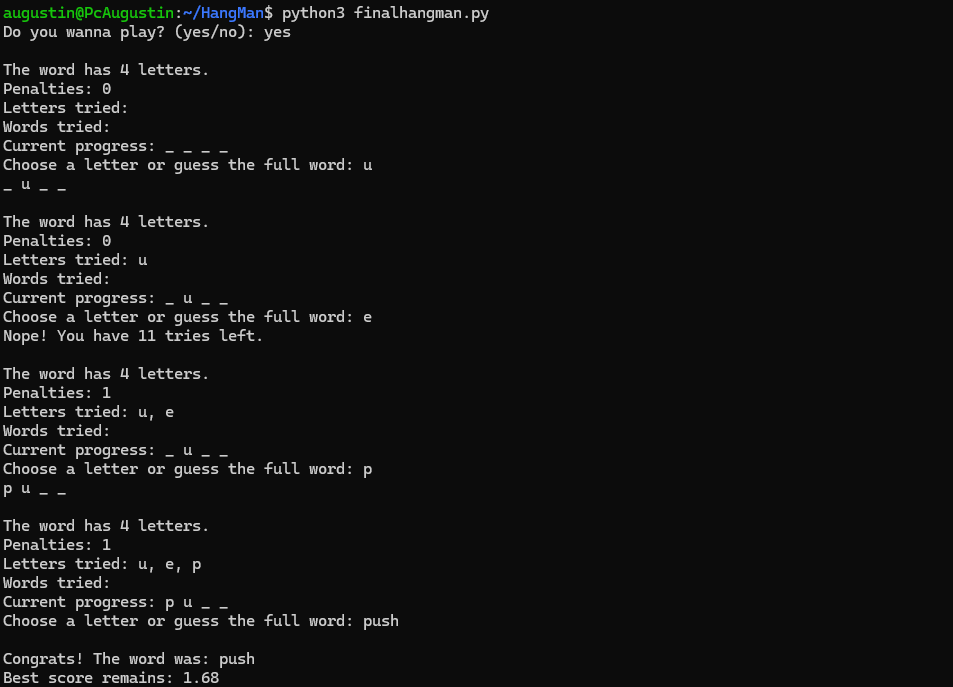 augustin@PcAugustin:~/HangMan$ python3 finalhangman.py
Do you wanna play? (yes/no): yes
The word has 4 letters.
Penalties: 0
Letters tried:
Words tried:
Current progress: _ _ _ _
Choose a letter or guess the full word: u
_ u _ _
The word has 4 letters.
Penalties: 0
Letters tried: u
Words tried:
Current progress: _ u _ _
Choose a letter or guess the full word: e
Nope! You have 11 tries left.
The word has 4 letters.
Penalties: 1
Letters tried: u, e
Words tried:
Current progress: _ u _ _
Choose a letter or guess the full word: p
p u _ _
The word has 4 letters.
Penalties: 1
Letters tried: u, e, p
Words tried:
Current progress: p u _ _
Choose a letter or guess the full word: push
Congrats! The word was: push
Best score remains: 1.68